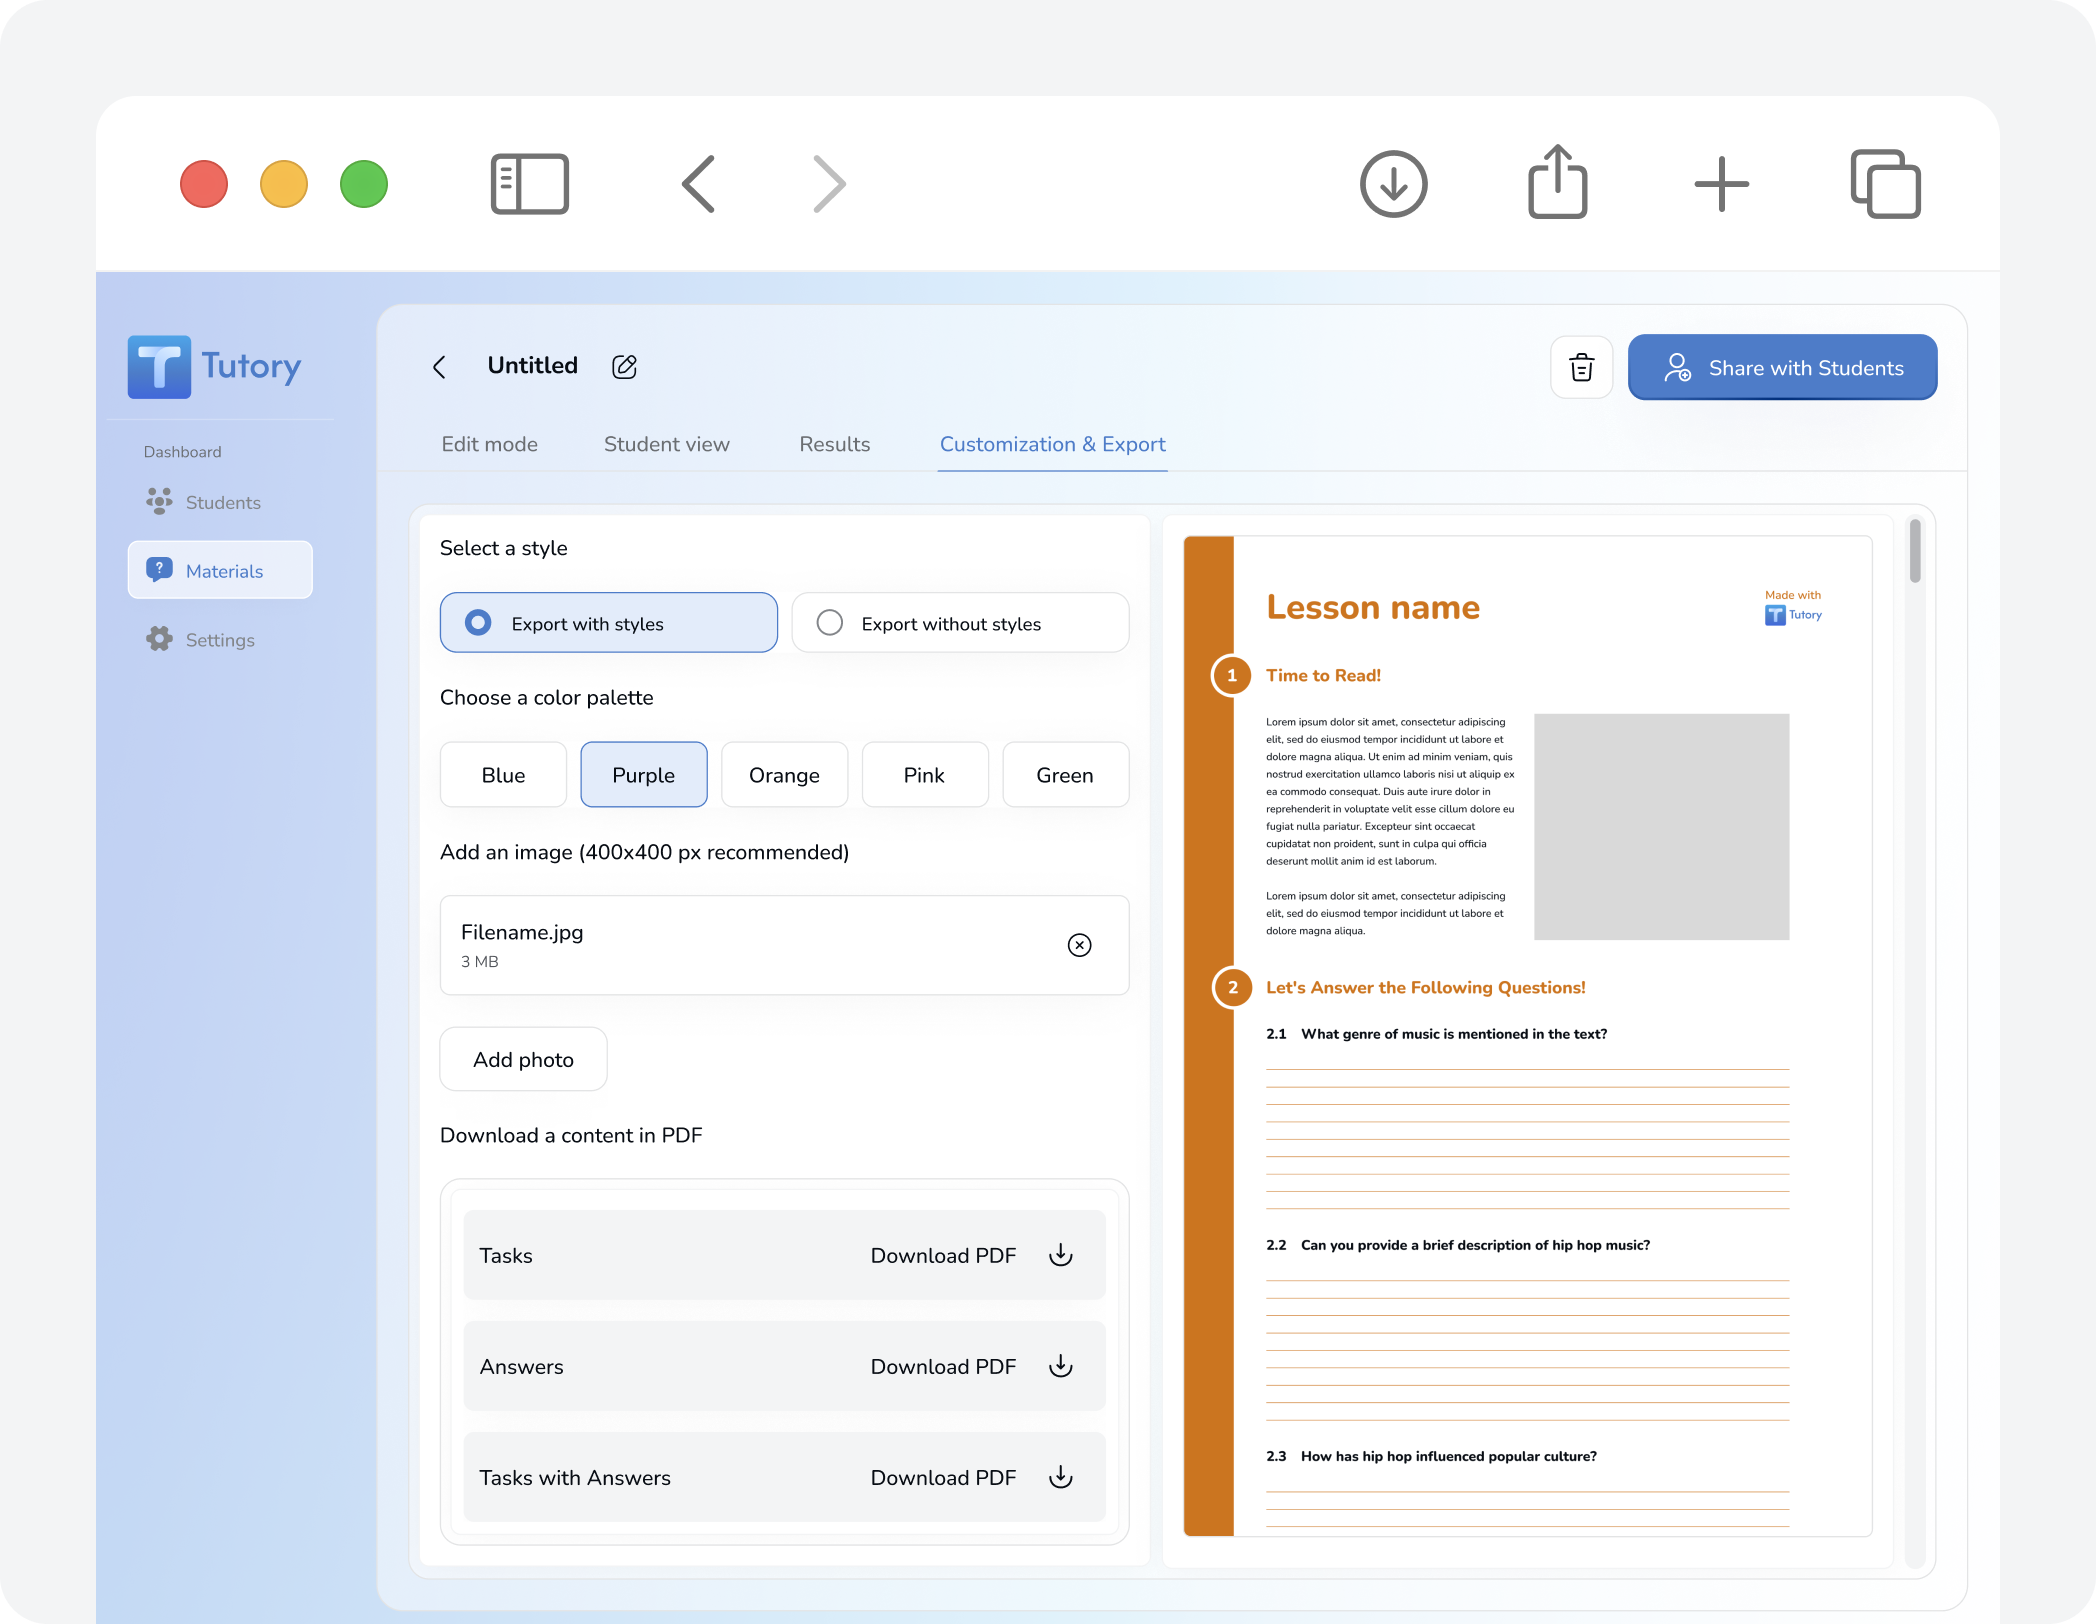 Tutory
Dashboard
Students
Materials
Settings
Untitled
Share with Students
Edit mode
Student view
Results
Customization & Export
Select a style
Export with styles
Export without styles
Choose a color palette
Blue
Purple
Orange
Pink
Green
Add an image (400x400 px recommended)
Filename.jpg
3 MB
Add photo
Download a content in PDF
Tasks
Download PDF
Answers
Download PDF
Tasks with Answers
Download PDF
Lesson name
Made with
Tutory
1
Time to Read!
Lorem ipsum dolor sit amet, consectetur adipiscing
elit, sed do eiusmod tempor incididunt ut labore et
dolore magna aliqua. Ut enim ad minim veniam, quis
nostrud exercitation ullamco laboris nisi ut aliquip ex
ea commodo consequat. Duis aute irure dolor in
reprehenderit in voluptate velit esse cillum dolore eu
fugiat nulla pariatur. Excepteur sint occaecat
cupidatat non proident, sunt in culpa qui officia
deserunt mollit anim id est laborum.
Lorem ipsum dolor sit amet, consectetur adipiscing
elit, sed do eiusmod tempor incididunt ut labore et
dolore magna aliqua.
2
Let's Answer the Following Questions!
2.1 What genre of music is mentioned in the text?
2.2 Can you provide a brief description of hip hop music?
2.3 How has hip hop influenced popular culture?